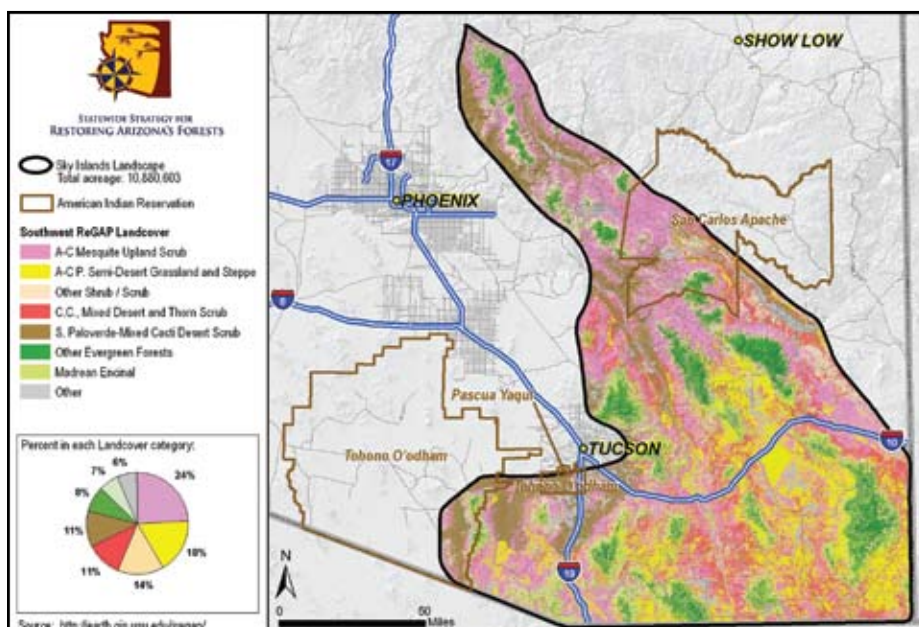 STATEWIDE STRATEGY FOR
RESTORING ARIZONA'S FORESTS
Sky Islands Landscape
Total acreage: 10,880,603
American Indian Reservation
Southwest ReGAP Landcover
A-C Mesquite Upland Scrub
A-C P. Semi-Desert Grassland and Steppe
Other Shrub / Scrub
C.C., Mixed Desert and Thorn Scrub
S. Paloverde-Mixed Cacti Desert Scrub
Other Evergreen Forests
Madrean Encinal
Other
Percent in each Landcover category:
6%
7%
8%
11%
11%
14%
18%
24%
SHOW LOW
17
PHOENIX
San Carlos Apache
8
Pascua Yaqui
10
TUCSON
Tohono O'odham
Tohono O'odham
19
N
0
50
Miles